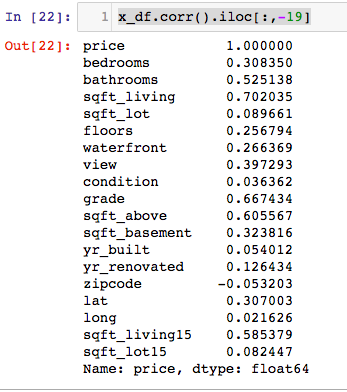 In [22]: 1 x_df.corr().iloc[:,-19]
Out[22]: price 1.000000
bedrooms 0.308350
bathrooms 0.525138
sqft_living 0.702035
sqft_lot 0.089661
floors 0.256794
waterfront 0.266369
view 0.397293
condition 0.036362
grade 0.667434
sqft_above 0.605567
sqft_basement 0.323816
yr_built 0.054012
yr_renovated 0.126434
zipcode -0.053203
lat 0.307003
long 0.021626
sqft_living15 0.585379
sqft_lot15 0.082447
Name: price, dtype: float64